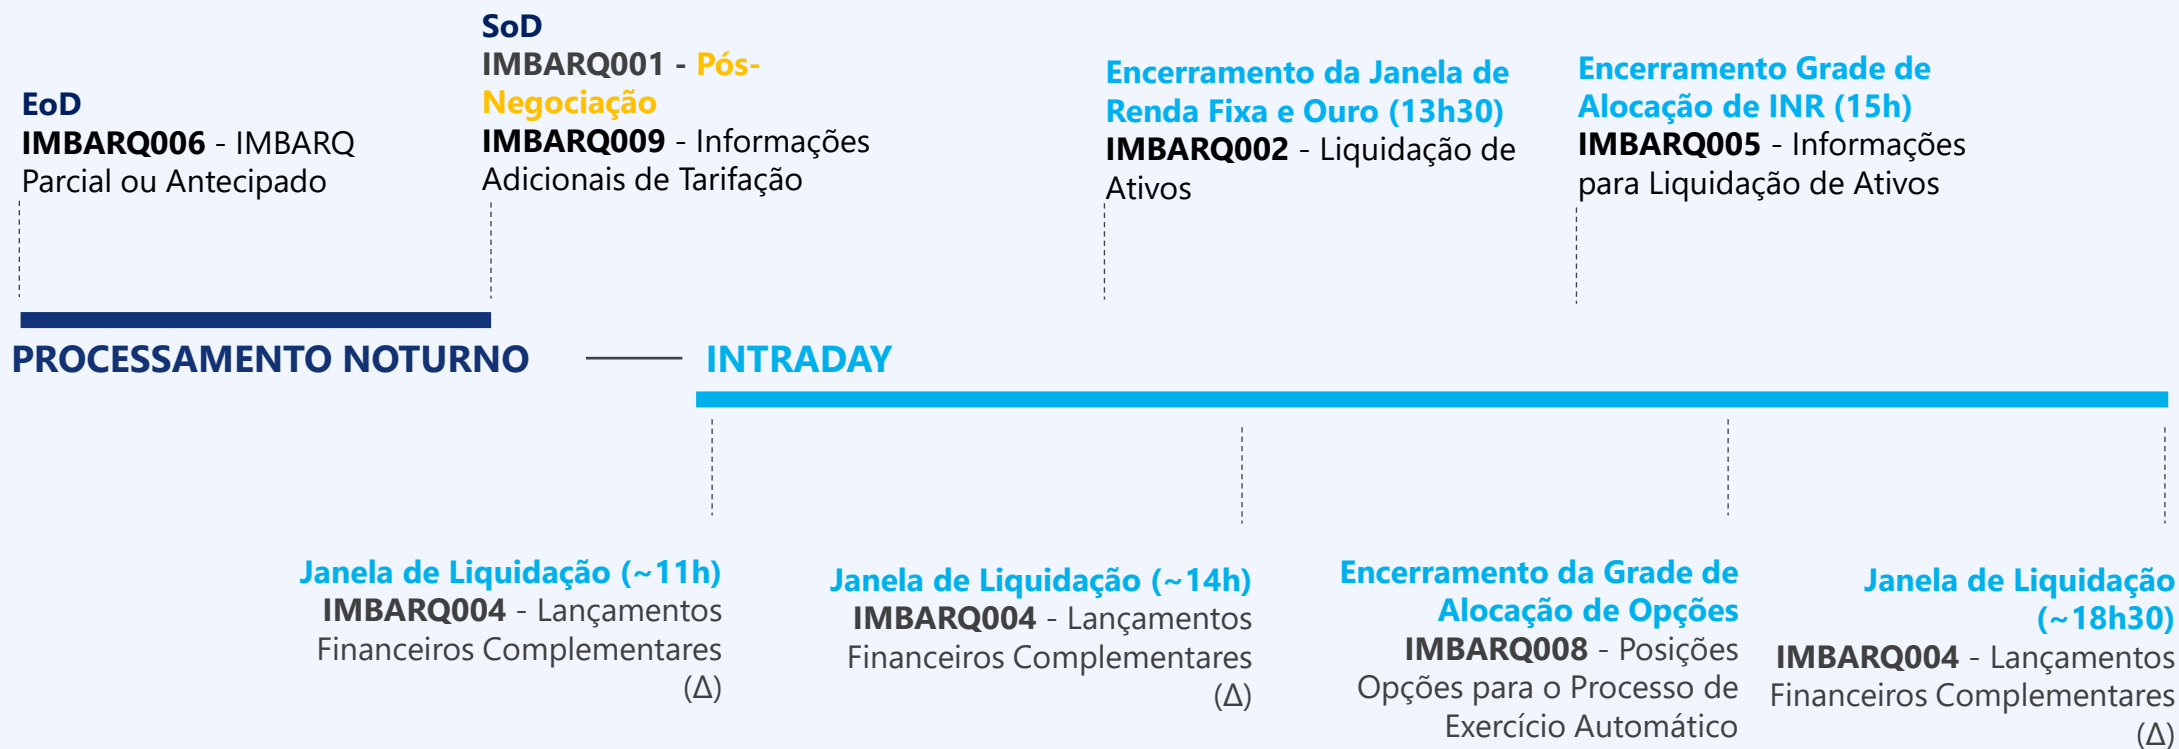 EoD
IMBARQ006 - IMBARQ
Parcial ou Antecipado
SoD
IMBARQ001 - Pós-
Negociação
IMBARQ009 - Informações
Adicionais de Tarifação
Encerramento da Janela de
Renda Fixa e Ouro (13h30)
IMBARQ002 - Liquidação de
Ativos
Encerramento Grade de
Alocação de INR (15h)
IMBARQ005 - Informações
para Liquidação de Ativos
PROCESSAMENTO NOTURNO
INTRADAY
Janela de Liquidação (~11h)
IMBARQ004 - Lançamentos
Financeiros Complementares
(Δ)
Janela de Liquidação (~14h)
IMBARQ004 - Lançamentos
Financeiros Complementares
(Δ)
Encerramento da Grade de
Alocação de Opções
IMBARQ008 - Posições
Opções para o Processo de
Exercício Automático
Janela de Liquidação
(~18h30)
IMBARQ004 - Lançamentos
Financeiros Complementares
(Δ)